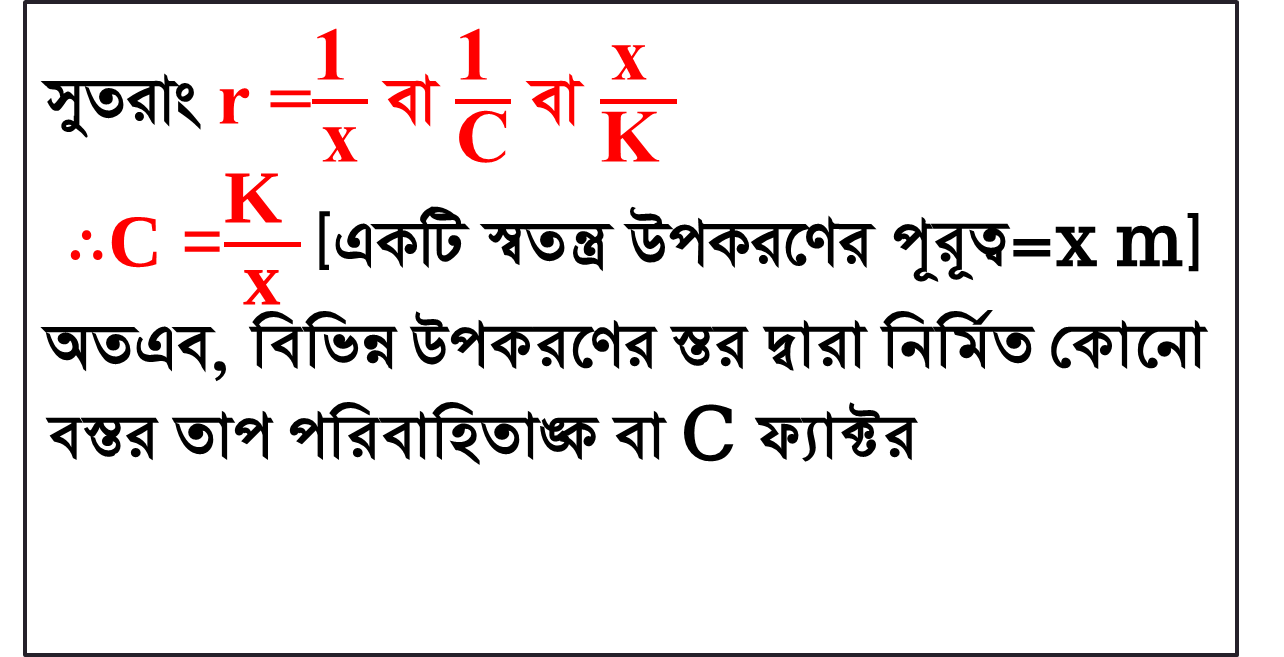 সুতরাং r = 1/x বা 1/C বা x/K
∴C = K/x [একটি স্বতন্ত্র উপকরণের পূরূত্ব=x m]
অতএব, বিভিন্ন উপকরণের স্তর দ্বারা নির্মিত কোনো
বস্তর তাপ পরিবাহিতাঙ্ক বা C ফ্যাক্টর